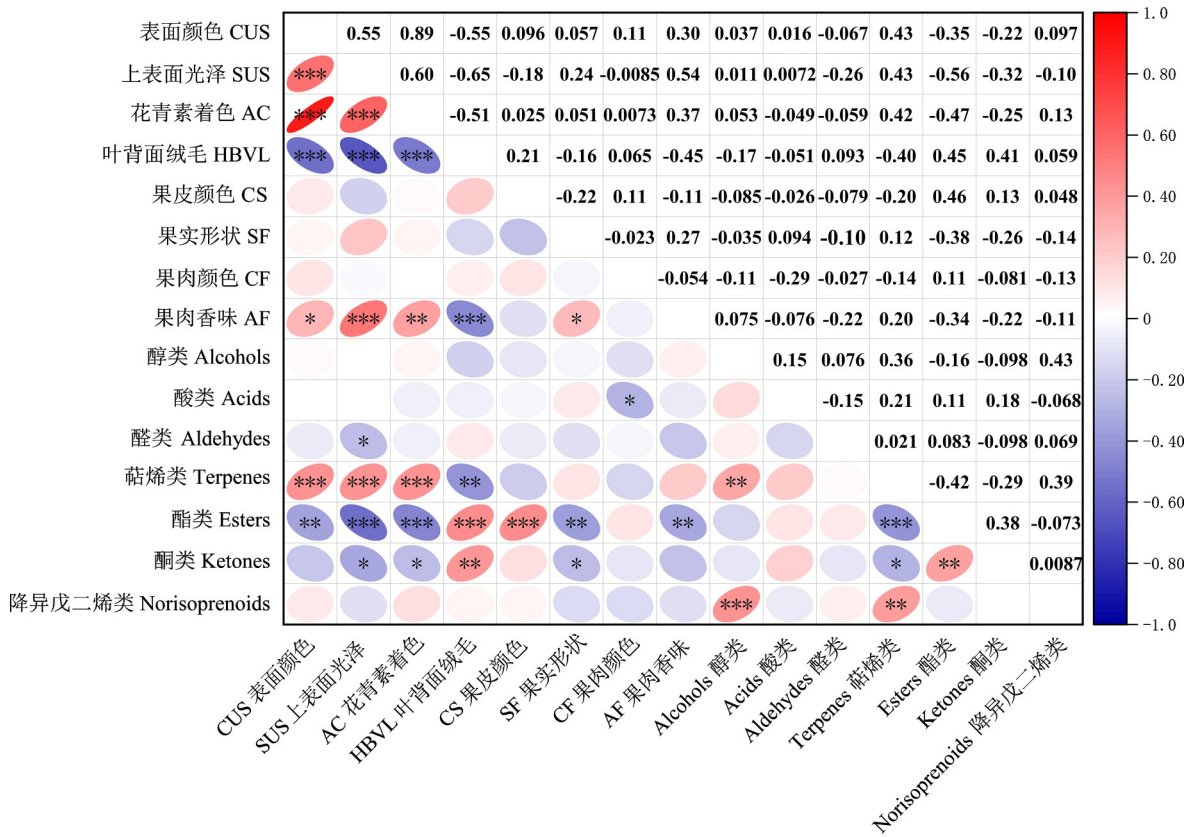 表面颜色 CUS 0.55 0.89 -0.55 0.096 0.057 0.11 0.30 0.037 0.016 -0.067 0.43 -0.35 -0.22 0.097
上表面光泽 SUS *** 0.60 -0.65 -0.18 0.24 -0.0085 0.54 0.011 0.0072 -0.26 0.43 -0.56 -0.32 -0.10
花青素着色 AC *** *** -0.51 0.025 0.051 0.0073 0.37 0.053 -0.049 -0.059 0.42 -0.47 -0.25 0.13
叶背面绒毛 HBVL *** *** *** 0.21 -0.16 0.065 -0.45 -0.17 -0.051 0.093 -0.40 0.45 0.41 0.059
果皮颜色 CS -0.22 0.11 -0.11 -0.085 -0.026 -0.079 -0.20 0.46 0.13 0.048
果实形状 SF -0.023 0.27 -0.035 0.094 -0.10 0.12 -0.38 -0.26 -0.14
果肉颜色 CF -0.054 -0.11 -0.29 -0.027 -0.14 0.11 -0.081 -0.13
果肉香味 AF * *** ** *** * 0.075 -0.076 -0.22 0.20 -0.34 -0.22 -0.11
醇类 Alcohols 0.15 0.076 0.36 -0.16 -0.098 0.43
酸类 Acids * -0.15 0.21 0.11 0.18 -0.068
醛类 Aldehydes * 0.021 0.083 -0.098 0.069
萜烯类 Terpenes *** *** *** ** ** -0.42 -0.29 0.39
酯类 Esters ** *** *** *** *** ** ** *** 0.38 -0.073
酮类 Ketones * * ** * * ** 0.0087
降异戊二烯类 Norisoprenoids *** **
CUS 表面颜色
SUS上表面光泽
AC 花青素着色
HBVL 叶背面绒毛
CS 果皮颜色
SF 果实形状
CF 果肉颜色
AF 果肉香味
Alcohols 醇类
Acids 酸类
Aldehydes 醛类
Terpenes 萜烯类
Esters 酯类
Ketones 酮类
Norisoprenoids 降异戊二烯类
1.0
0.80
0.60
0.40
0.20
0
-0.20
-0.40
-0.60
-0.80
-1.0